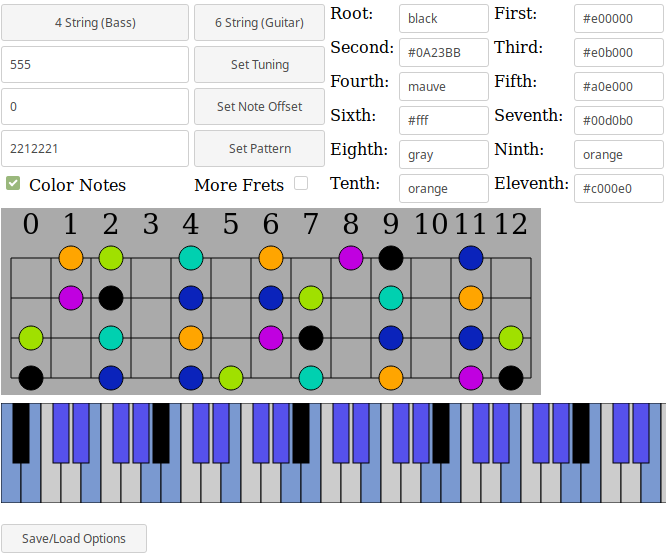 4 String (Bass) 6 String (Guitar) Root: black First: #e00000
555 Set Tuning Second: #0A23BB Third: #e0b000
0 Set Note Offset Fourth: mauve Fifth: #a0e000
2212221 Set Pattern Sixth: #fff Seventh: #00d0b0
Eighth: gray Ninth: orange
Color Notes More Frets Tenth: orange Eleventh: #c000e0
0 1 2 3 4 5 6 7 8 9 10 11 12
Save/Load Options